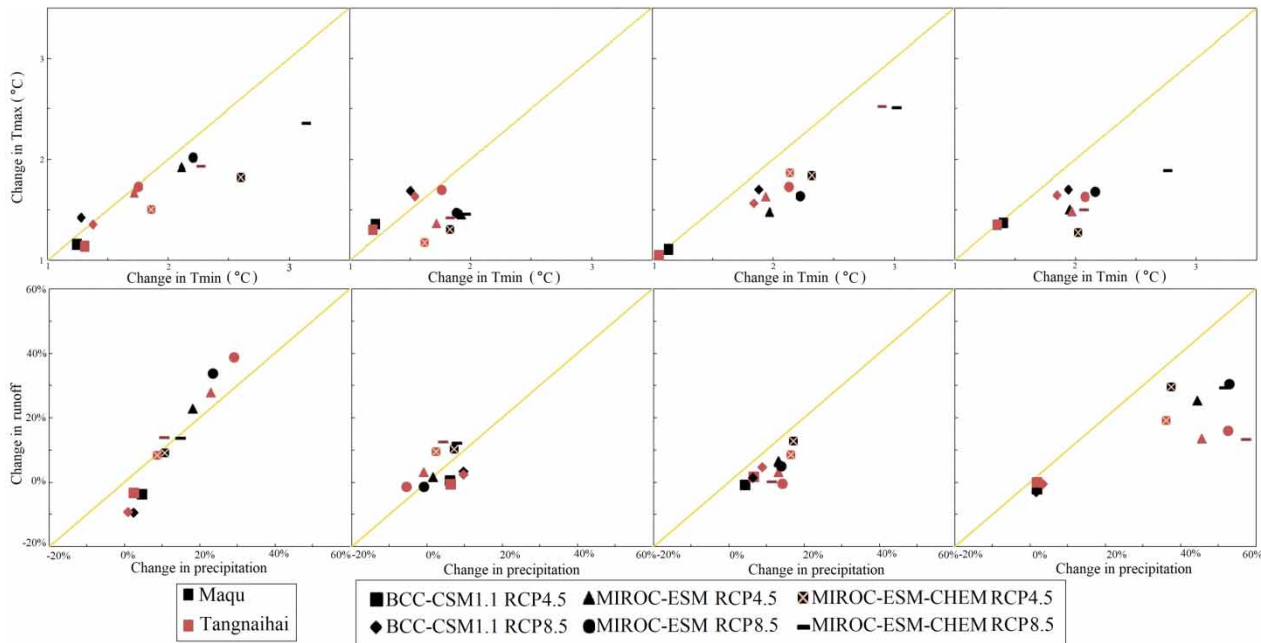 3
2
1
Change in Tmax (°C)
1 2 3
1 2 3
2 3
1 2 3
Change in Tmin (°C)
Change in Tmin (°C)
Change in Tmin (°C)
Change in Tmin (°C)
60%
40%
20%
0%
-20%
Change in runoff
-20% 0% 20% 40% 60%
-20% 0% 20% 40% 60%
-20% 0% 20% 40% 60%
-20% 0% 20% 40% 60%
Change in precipitation
Change in precipitation
Change in precipitation
Change in precipitation
Maqu
Tangnaihai
BCC-CSM1.1 RCP4.5 MIROC-ESM RCP4.5 MIROC-ESM-CHEM RCP4.5
BCC-CSM1.1 RCP8.5 MIROC-ESM RCP8.5 MIROC-ESM-CHEM RCP8.5